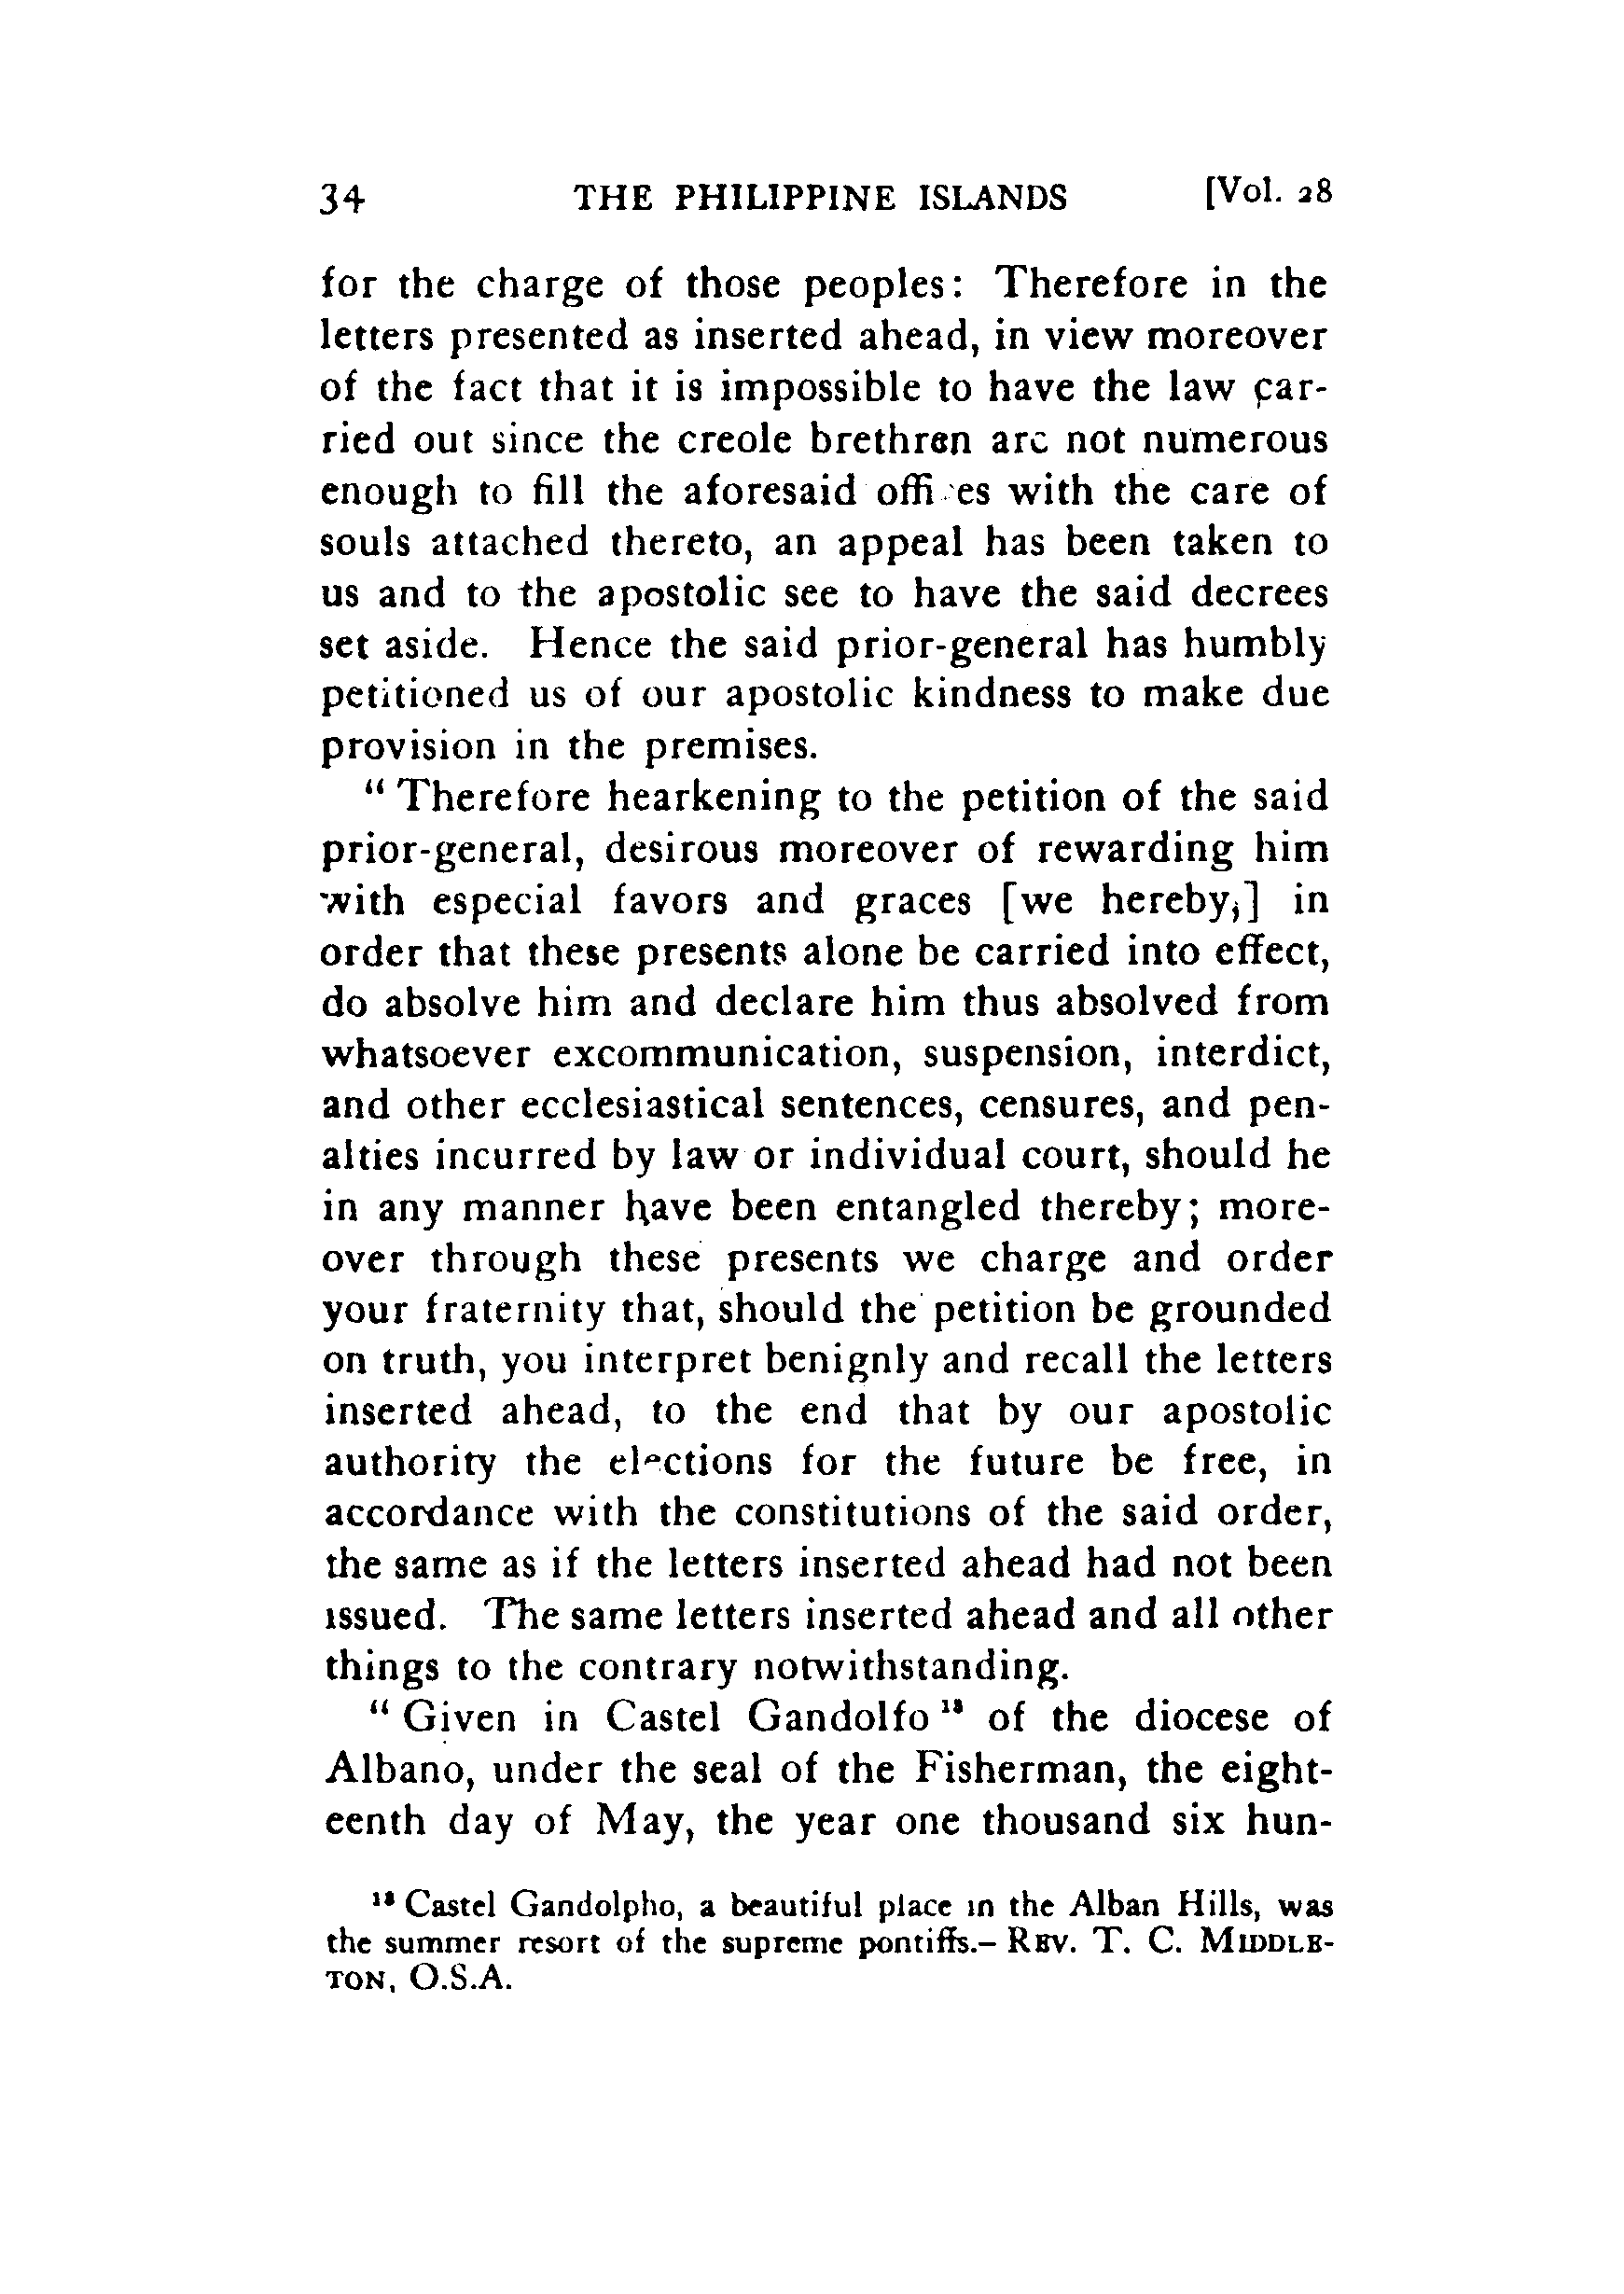 34 THE PHILIPPINE ISLANDS [Vol. 28
for the charge of those peoples: Therefore in the
letters presented as inserted ahead, in view moreover
of the fact that it is impossible to have the law car-
ried out since the creole brethren are not numerous
enough to fill the aforesaid offices with the care of
souls attached thereto, an appeal has been taken to
us and to the apostolic see to have the said decrees
set aside. Hence the said prior-general has humbly
petitioned us of our apostolic kindness to make due
provision in the premises.
“ Therefore hearkening to the petition of the said
prior-general, desirous moreover of rewarding him
with especial favors and graces [we hereby,] in
order that these presents alone be carried into effect,
do absolve him and declare him thus absolved from
whatsoever excommunication, suspension, interdict,
and other ecclesiastical sentences, censures, and pen-
alties incurred by law or individual court, should he
in any manner have been entangled thereby; more-
over through these presents we charge and order
your fraternity that, should the petition be grounded
on truth, you interpret benignly and recall the letters
inserted ahead, to the end that by our apostolic
authority the elections for the future be free, in
accordance with the constitutions of the said order,
the same as if the letters inserted ahead had not been
issued. The same letters inserted ahead and all other
things to the contrary notwithstanding.
“ Given in Castel Gandolfo ¹⁸ of the diocese of
Albano, under the seal of the Fisherman, the eight-
eenth day of May, the year one thousand six hun-
¹⁸ Castel Gandolpho, a beautiful place in the Alban Hills, was
the summer resort of the supreme pontiffs.– REV. T. C. MIDDLE-
TON, O.S.A.